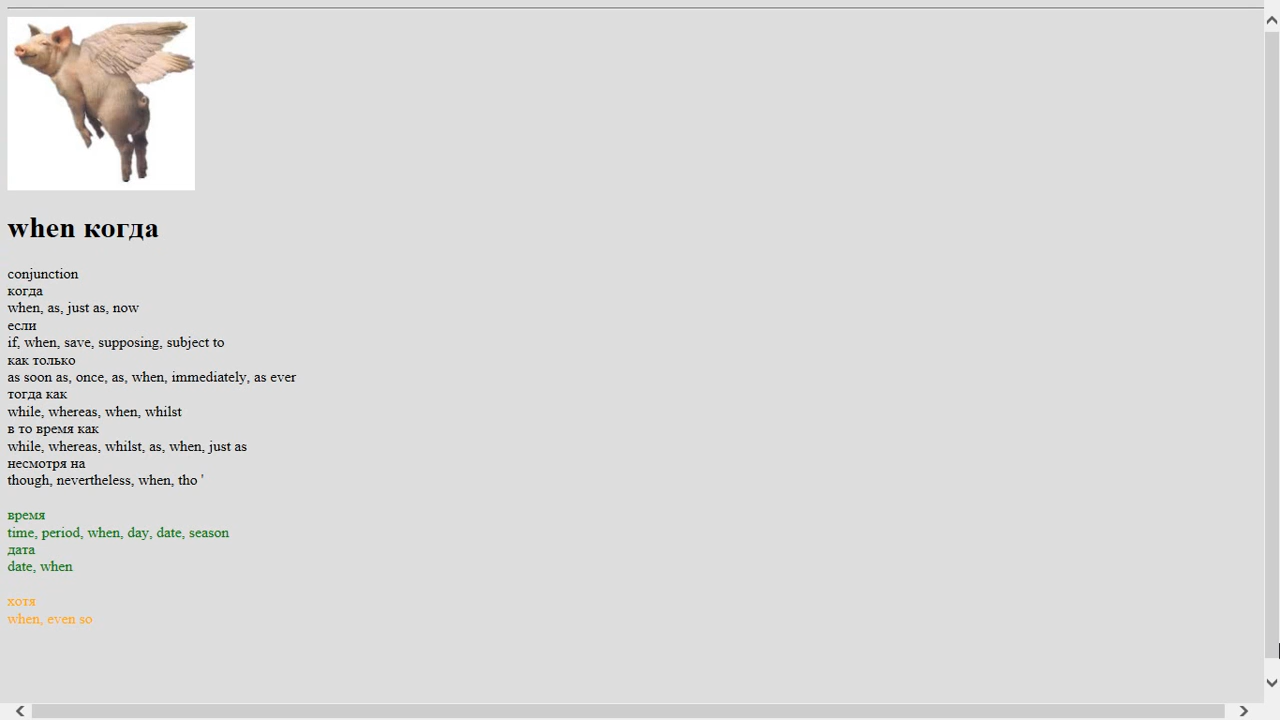 when когда
conjunction
когда
when, as, just as, now
если
if, when, save, supposing, subject to
как только
as soon as, once, as, when, immediately, as ever
тогда как
while, whereas, when, whilst
в то время как
while, whereas, whilst, as, when, just as
несмотря на
though, nevertheless, when, tho '
время
time, period, when, day, date, season
дата
date, when
хотя
when, even so